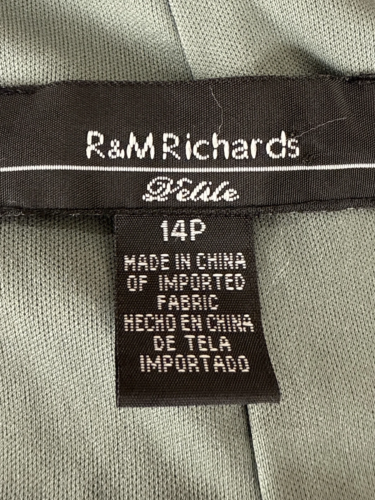 R&M Richards
Petite
14P
MADE IN CHINA
OF IMPORTED
FABRIC
HECHO EN CHINA
DE TELA
IMPORTADO